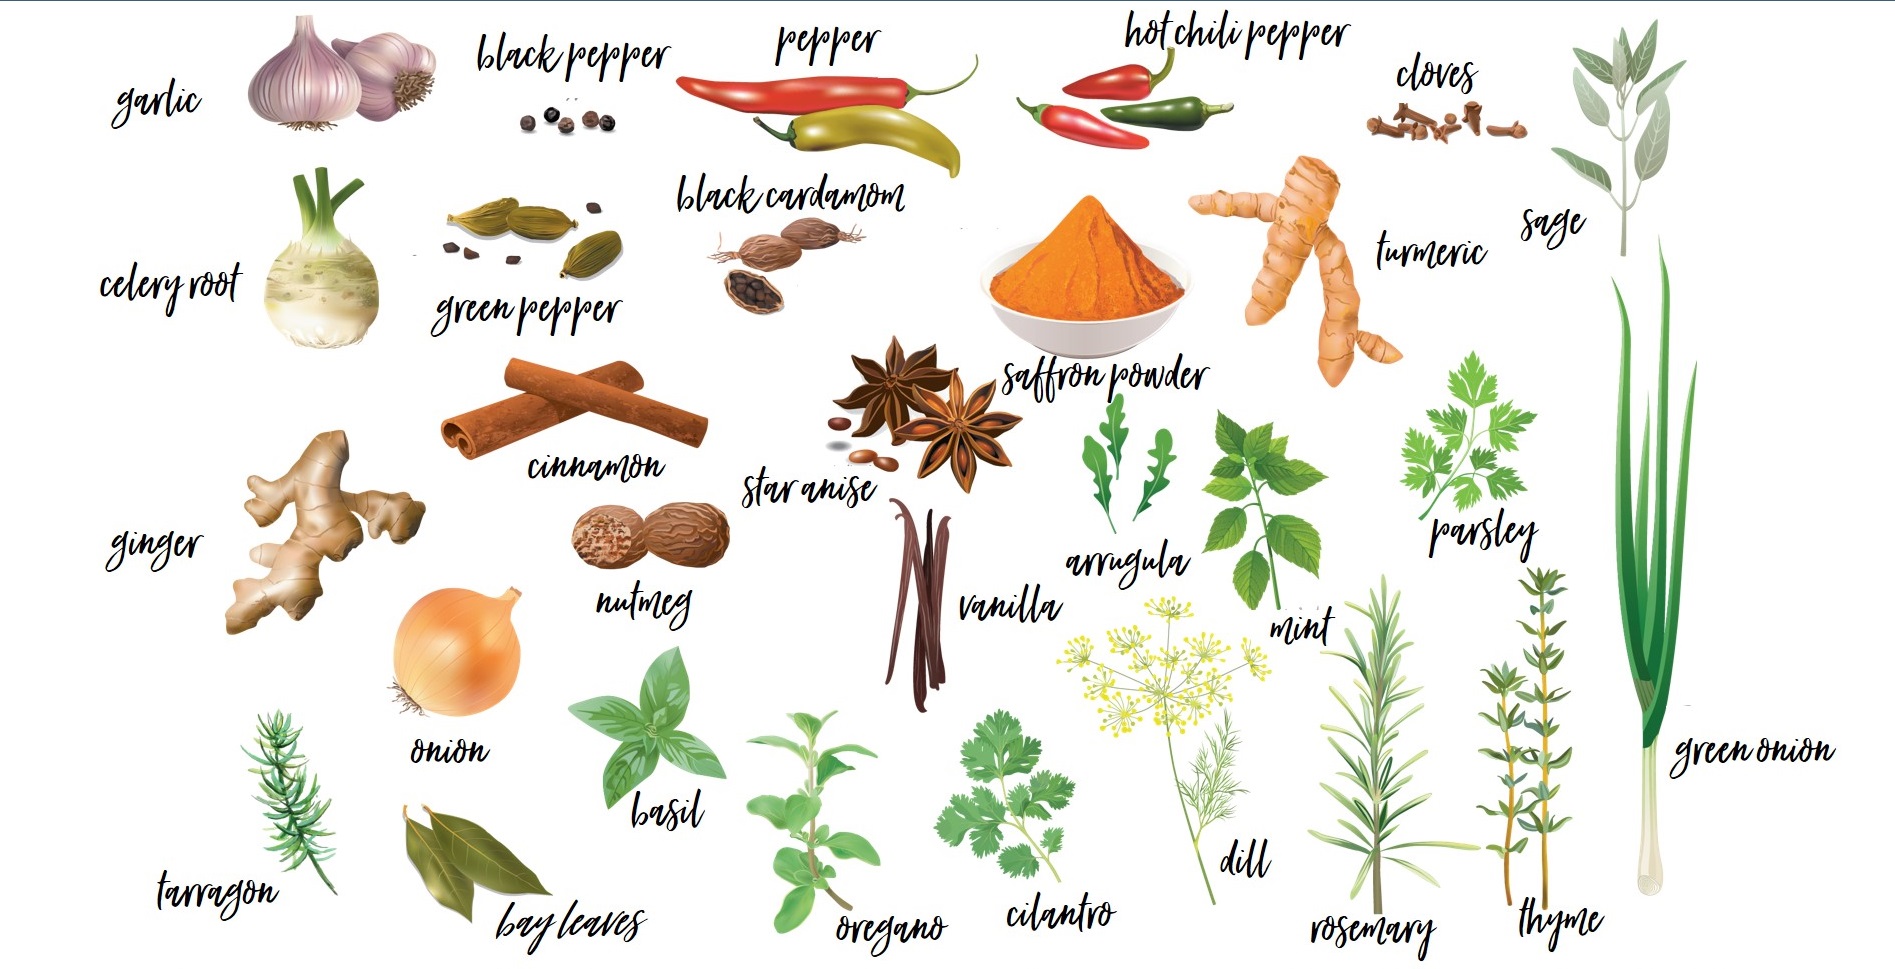 garlic
black pepper
pepper
hot chili pepper
cloves
sage
celery root
green pepper
black cardamom
saffron powder
turmeric
cinnamon
star anise
ginger
nutmeg
vanilla
arrugula
mint
parsley
onion
basil
green onion
tarragon
bay leaves
oregano
cilantro
dill
rosemary
thyme